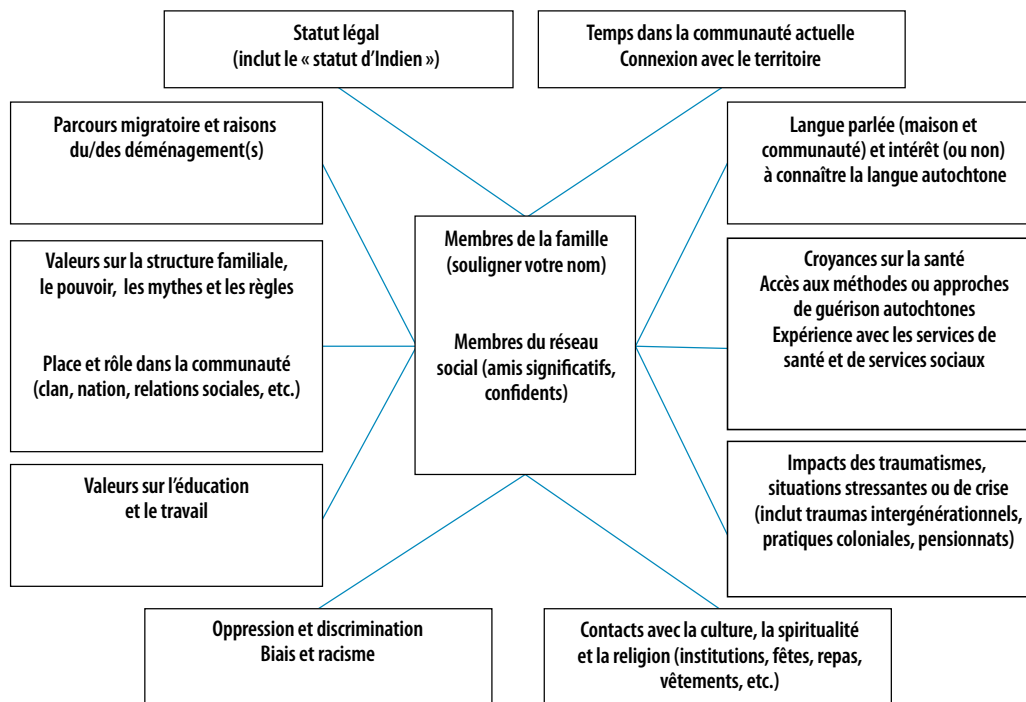 Statut légal
(inclut le « statut d'Indien »)
Temps dans la communauté actuelle
Connexion avec le territoire
Parcours migratoire et raisons
du/des déménagement(s)
Langue parlée (maison et
communauté) et intérêt (ou non)
à connaître la langue autochtone
Membres de la famille
(souligner votre nom)
Membres du réseau
social (amis significatifs,
confidents)
Valeurs sur la structure familiale,
le pouvoir, les mythes et les règles
Place et rôle dans la communauté
(clan, nation, relations sociales, etc.)
Croyances sur la santé
Accès aux méthodes ou approches
de guérison autochtones
Expérience avec les services de
santé et de services sociaux
Valeurs sur l'éducation
et le travail
Impacts des traumatismes,
situations stressantes ou de crise
(inclut traumas intergénérationnels,
pratiques coloniales, pensionnats)
Oppression et discrimination
Biais et racisme
Contacts avec la culture, la spiritualité
et la religion (institutions, fêtes, repas,
vêtements, etc.)